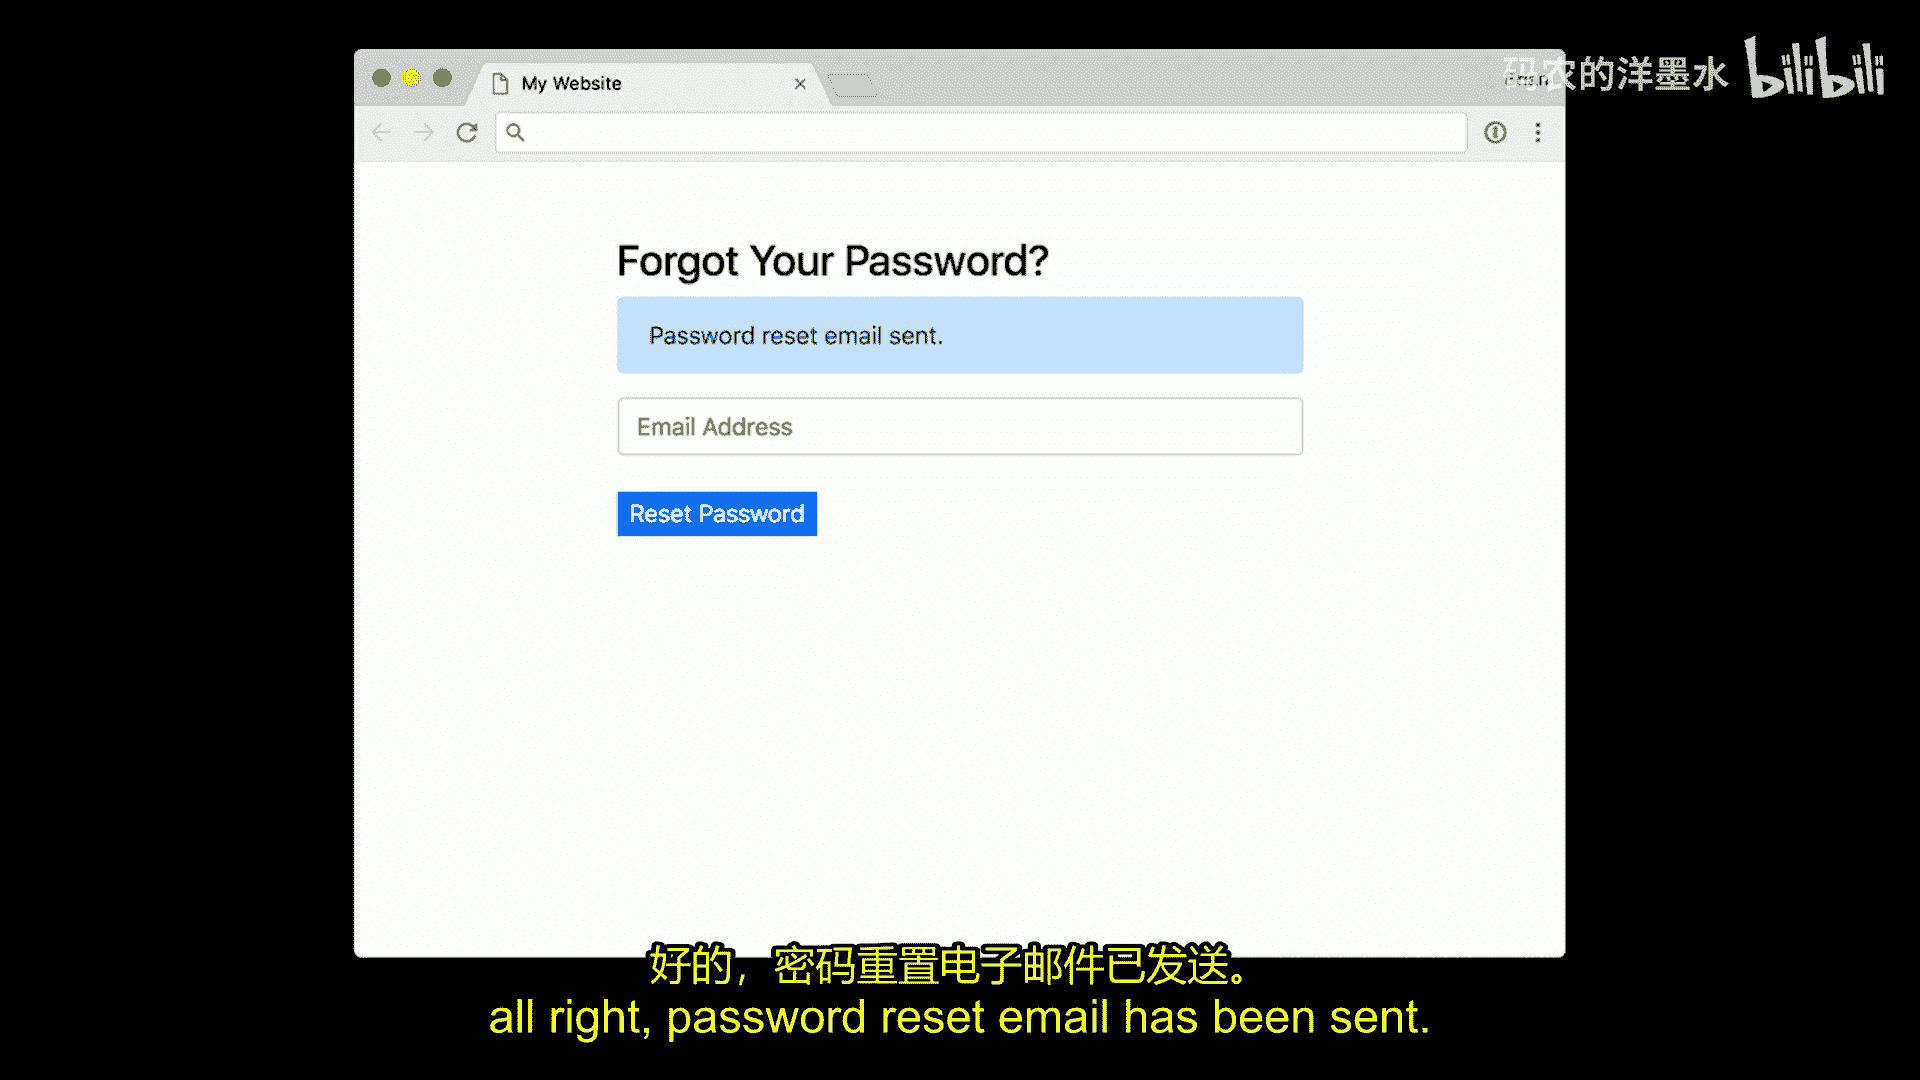 My Website
码农的洋墨水 bilibili
Forgot Your Password?
Password reset email sent.
Email Address
Reset Password
好的，密码重置电子邮件已发送。
all right, password reset email has been sent.